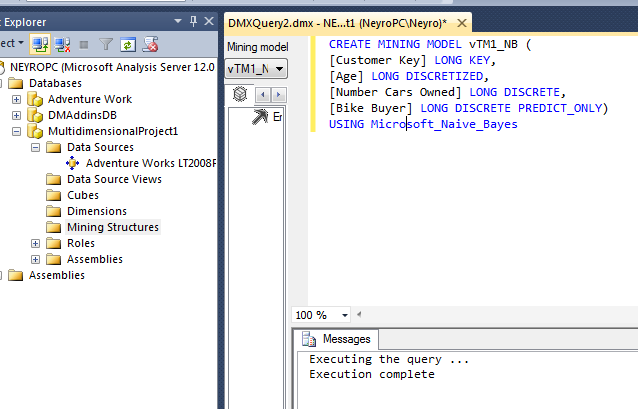 DMXQuery2.dmx - NE...t1 (NeyroPC\Neyro)*
t Explorer
ect
NEYROPC (Microsoft Analysis Server 12.0
Databases
Adventure Work
DMAddinsDB
MultidimensionalProject1
Data Sources
Adventure Works LT2008R
Data Source Views
Cubes
Dimensions
Mining Structures
Roles
Assemblies
Assemblies
Mining model
vTM1_N
Er
CREATE MINING MODEL vTM1_NB (
[Customer Key] LONG KEY,
[Age] LONG DISCRETIZED,
[Number Cars Owned] LONG DISCRETE,
[Bike Buyer] LONG DISCRETE PREDICT_ONLY)
USING Microsoft_Naive_Bayes
100 %
Messages
Executing the query ...
Execution complete